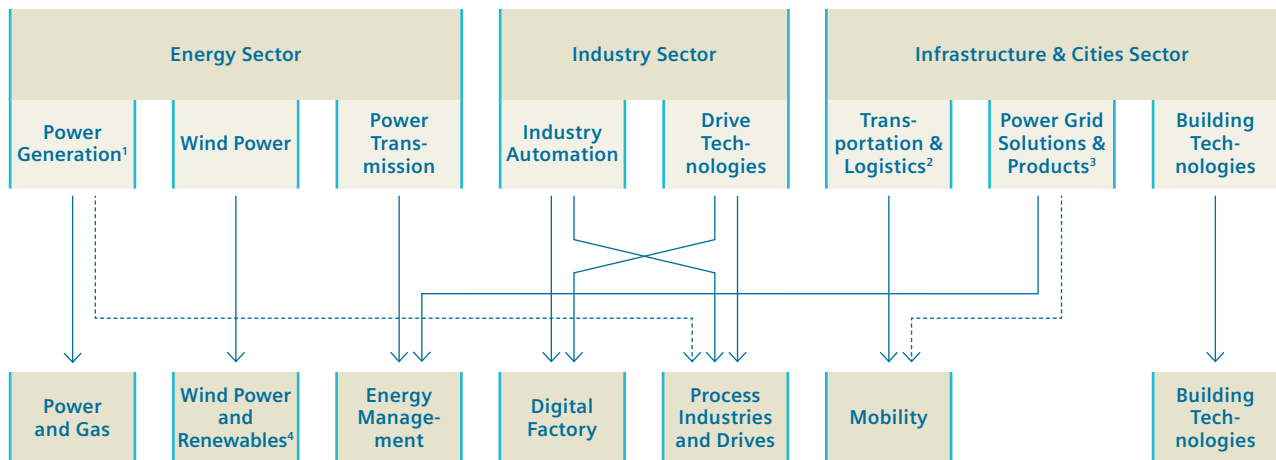 Energy Sector
Industry Sector
Infrastructure & Cities Sector
Power
Generation¹
Wind Power
Power
Trans-
mission
Industry
Automation
Drive
Tech-
nologies
Trans-
portation &
Logistics²
Power Grid
Solutions &
Products³
Building
Tech-
nologies
Power
and Gas
Wind Power
and
Renewables⁴
Energy
Manage-
ment
Digital
Factory
Process
Industries
and Drives
Mobility
Building
Tech-
nologies